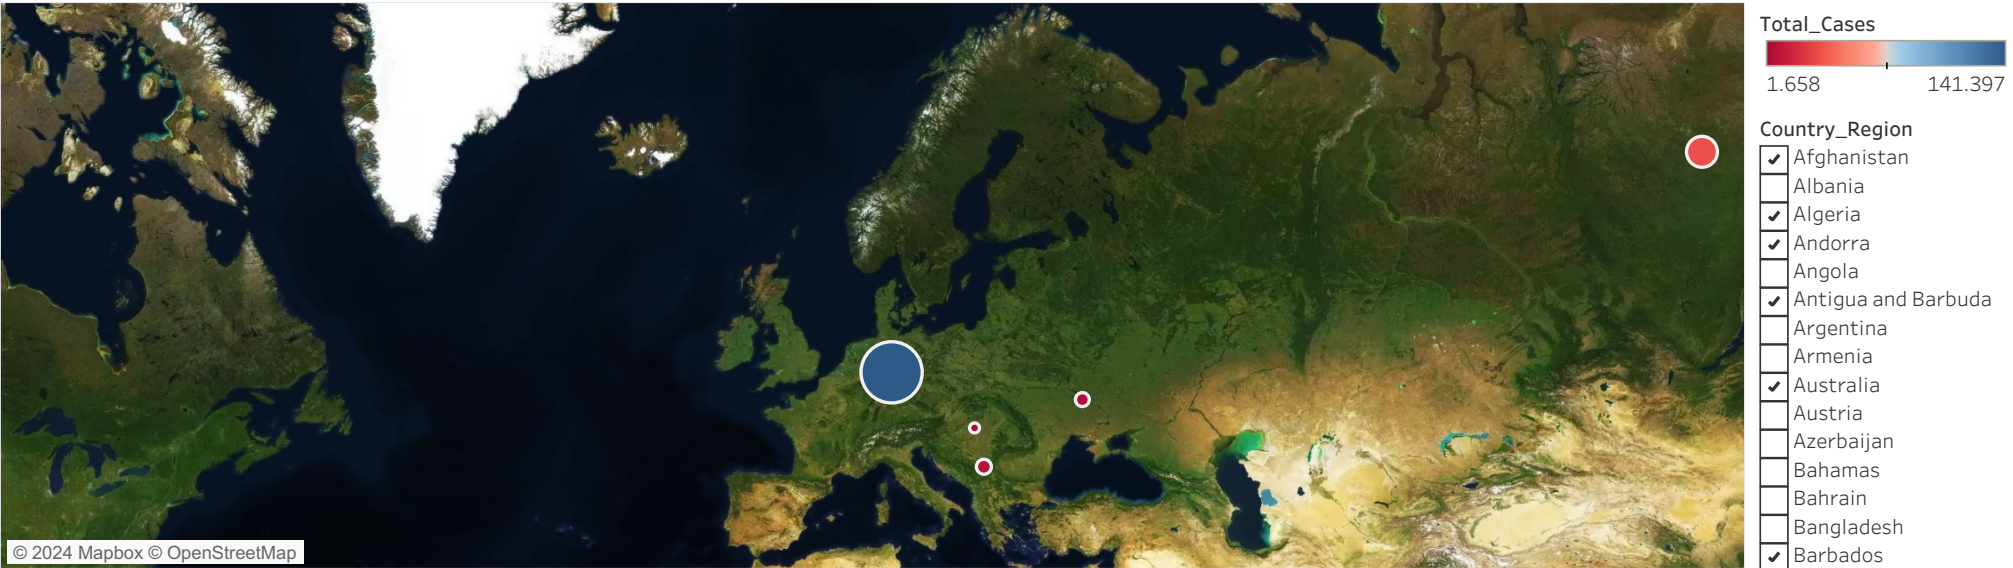 Total_Cases
1.658 141.397
Country_Region
Afghanistan
Albania
Algeria
Andorra
Angola
Antigua and Barbuda
Argentina
Armenia
Australia
Austria
Azerbaijan
Bahamas
Bahrain
Bangladesh
Barbados
© 2024 Mapbox © OpenStreetMap